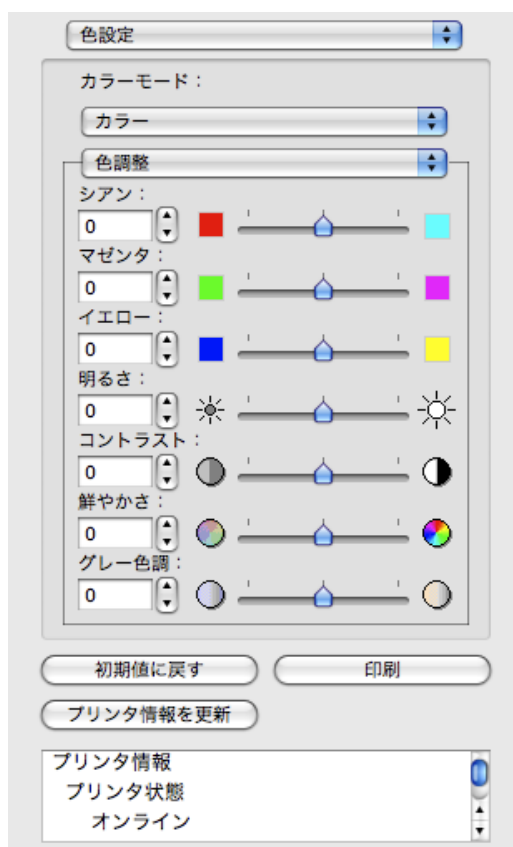 色設定
カラーモード：
カラー
色調整
シアン：
0
マゼンタ：
0
イエロー：
0
明るさ：
0
コントラスト：
0
鮮やかさ：
0
グレー色調：
0
初期値に戻す
印刷
プリンタ情報を更新
プリンタ情報
プリンタ状態
オンライン